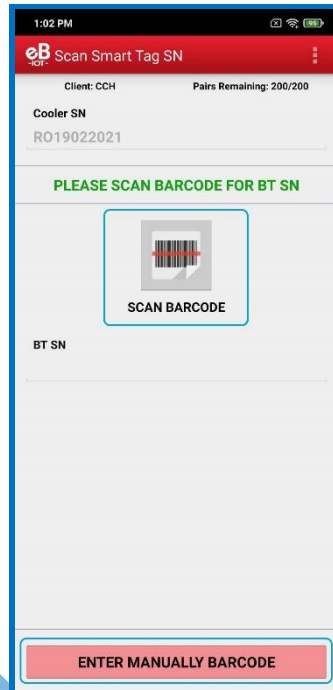 1:02 PM
95
eB
-IOT-
Scan Smart Tag SN
Client: CCH Pairs Remaining: 200/200
Cooler SN
RO19022021
PLEASE SCAN BARCODE FOR BT SN
SCAN BARCODE
BT SN
ENTER MANUALLY BARCODE